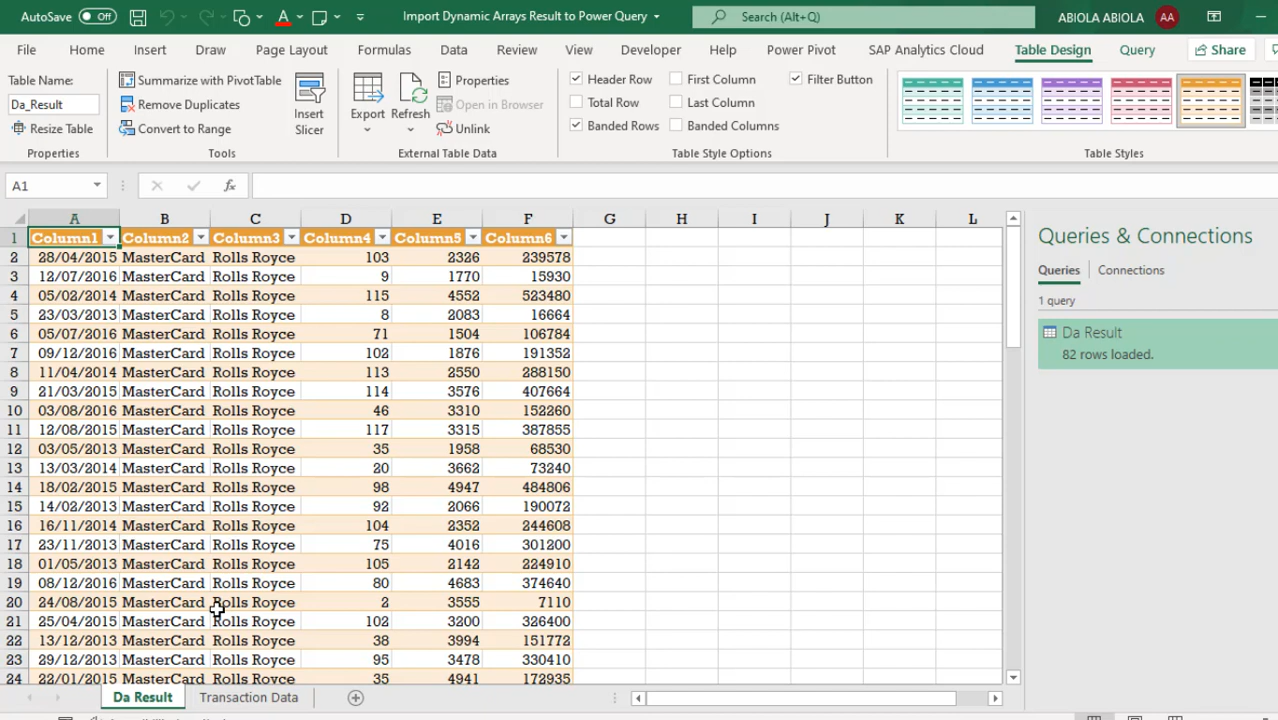 AutoSave Off Import Dynamic Arrays Result to Power Query Search (Alt+Q) ABIOLA ABIOLA AA
File Home Insert Draw Page Layout Formulas Data Review View Developer Help Power Pivot SAP Analytics Cloud Table Design Query Share
Table Name:
Da_Result
Resize Table
Properties
Summarize with PivotTable
Remove Duplicates
Convert to Range
Insert
Slicer
Tools
Export
Refresh
Properties
Open in Browser
Unlink
External Table Data
Header Row First Column Filter Button
Total Row Last Column
Banded Rows Banded Columns
Table Style Options
Table Styles
A1 fx
A B C D E F G H I J K L
1 Column1 Column2 Column3 Column4 Column5 Column6
2 28/04/2015 MasterCard Rolls Royce 103 2326 239578
3 12/07/2016 MasterCard Rolls Royce 9 1770 15930
4 05/02/2014 MasterCard Rolls Royce 115 4552 523480
5 23/03/2013 MasterCard Rolls Royce 8 2083 16664
6 05/07/2016 MasterCard Rolls Royce 71 1504 106784
7 09/12/2016 MasterCard Rolls Royce 102 1876 191352
8 11/04/2014 MasterCard Rolls Royce 113 2550 288150
9 21/03/2015 MasterCard Rolls Royce 114 3576 407664
10 03/08/2016 MasterCard Rolls Royce 46 3310 152260
11 12/08/2015 MasterCard Rolls Royce 117 3315 387855
12 03/05/2013 MasterCard Rolls Royce 35 1958 68530
13 13/03/2014 MasterCard Rolls Royce 20 3662 73240
14 18/02/2015 MasterCard Rolls Royce 98 4947 484806
15 14/02/2013 MasterCard Rolls Royce 92 2066 190072
16 16/11/2014 MasterCard Rolls Royce 104 2352 244608
17 23/11/2013 MasterCard Rolls Royce 75 4016 301200
18 01/05/2013 MasterCard Rolls Royce 105 2142 224910
19 08/12/2016 MasterCard Rolls Royce 80 4683 374640
20 24/08/2015 MasterCard Rolls Royce 2 3555 7110
21 25/04/2015 MasterCard Rolls Royce 102 3200 326400
22 13/12/2013 MasterCard Rolls Royce 38 3994 151772
23 29/12/2013 MasterCard Rolls Royce 95 3478 330410
24 22/01/2015 MasterCard Rolls Royce 35 4941 172935
Queries & Connections
Queries Connections
1 query
Da Result
82 rows loaded.
Da Result Transaction Data